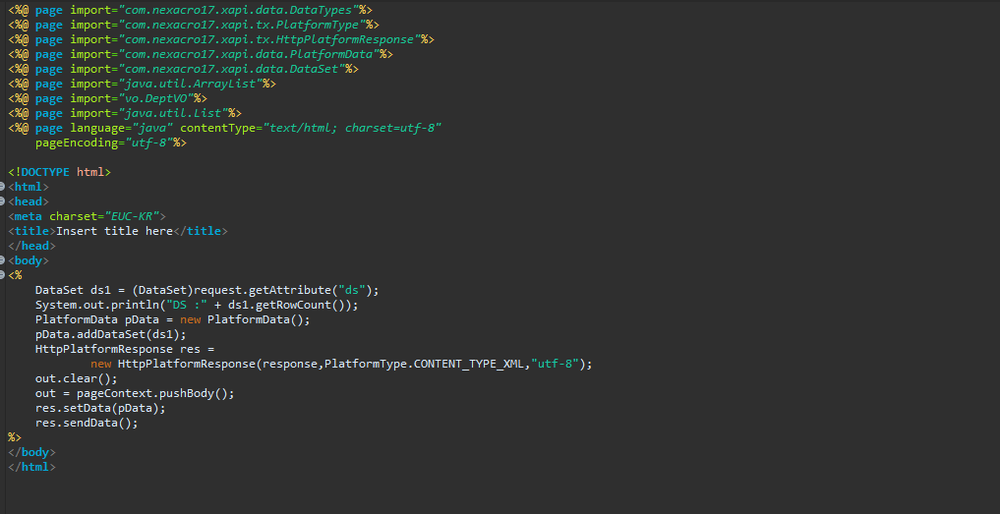 <%@ page import="com.nexacro17.xapi.data.DataTypes"%>
<%@ page import="com.nexacro17.xapi.tx.PlatformType"%>
<%@ page import="com.nexacro17.xapi.tx.HttpPlatformResponse"%>
<%@ page import="com.nexacro17.xapi.data.PlatformData"%>
<%@ page import="com.nexacro17.xapi.data.DataSet"%>
<%@ page import="java.util.ArrayList"%>
<%@ page import="vo.DeptVO"%>
<%@ page import="java.util.List"%>
<%@ page language="java" contentType="text/html; charset=utf-8"
    pageEncoding="utf-8"%>

<!DOCTYPE html>
<html>
<head>
<meta charset="EUC-KR">
<title>Insert title here</title>
</head>
<body>
<%
    DataSet ds1 = (DataSet)request.getAttribute("ds");
    System.out.println("DS :" + ds1.getRowCount());
    PlatformData pData = new PlatformData();
    pData.addDataSet(ds1);
    HttpPlatformResponse res =
            new HttpPlatformResponse(response,PlatformType.CONTENT_TYPE_XML,"utf-8");
    out.clear();
    out = pageContext.pushBody();
    res.setData(pData);
    res.sendData();
%>
</body>
</html>